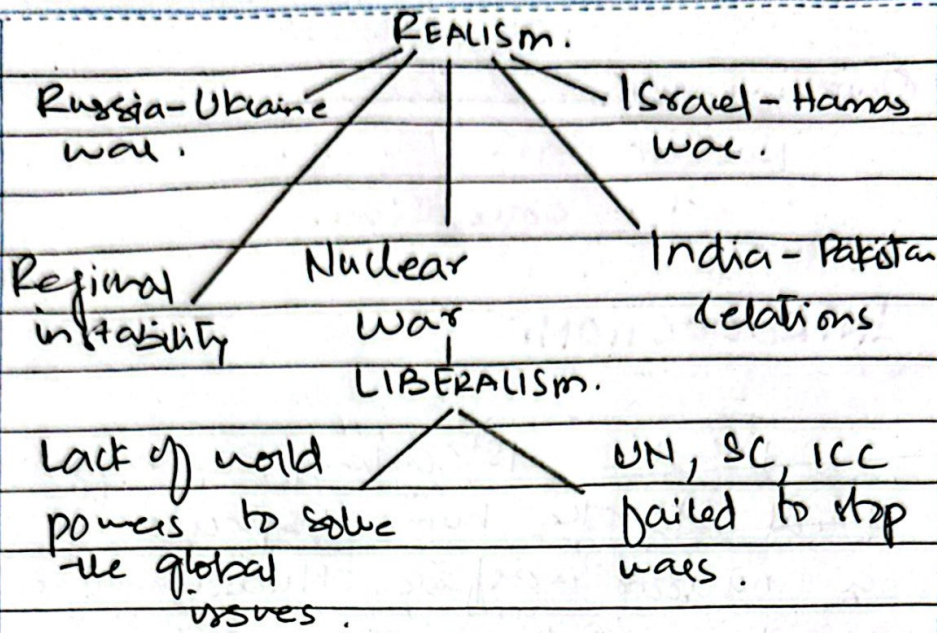 REALISM.
Russia-Ukraine
war.
Israel - Hamas
war.
Regional
instability
Nuclear
war
India - Pakistan
relations
LIBERALISM.
Lack of world
powers to solve
the global
issues.
UN, SC, ICC
failed to stop
wars.